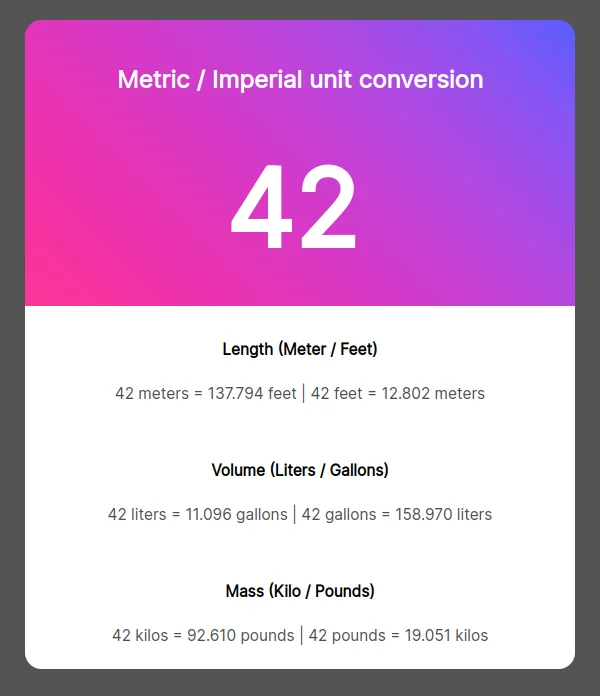 Metric / Imperial unit conversion
42
Length (Meter / Feet)
42 meters = 137.794 feet | 42 feet = 12.802 meters
Volume (Liters / Gallons)
42 liters = 11.096 gallons | 42 gallons = 158.970 liters
Mass (Kilo / Pounds)
42 kilos = 92.610 pounds | 42 pounds = 19.051 kilos